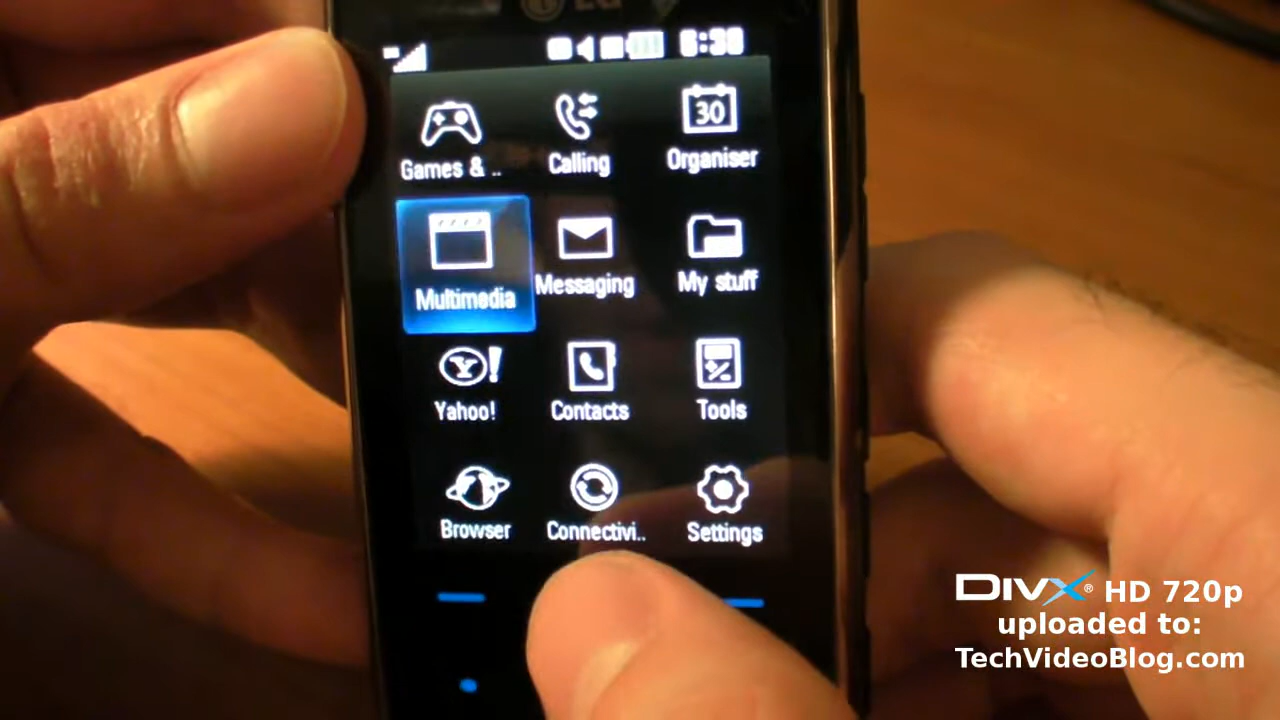 LG
6:30
Games & ..
Calling
30
Organiser
Multimedia
Messaging
My stuff
Y!
Yahoo!
Contacts
Tools
Browser
Connectivi..
Settings
DivX® HD 720p
uploaded to:
TechVideoBlog.com